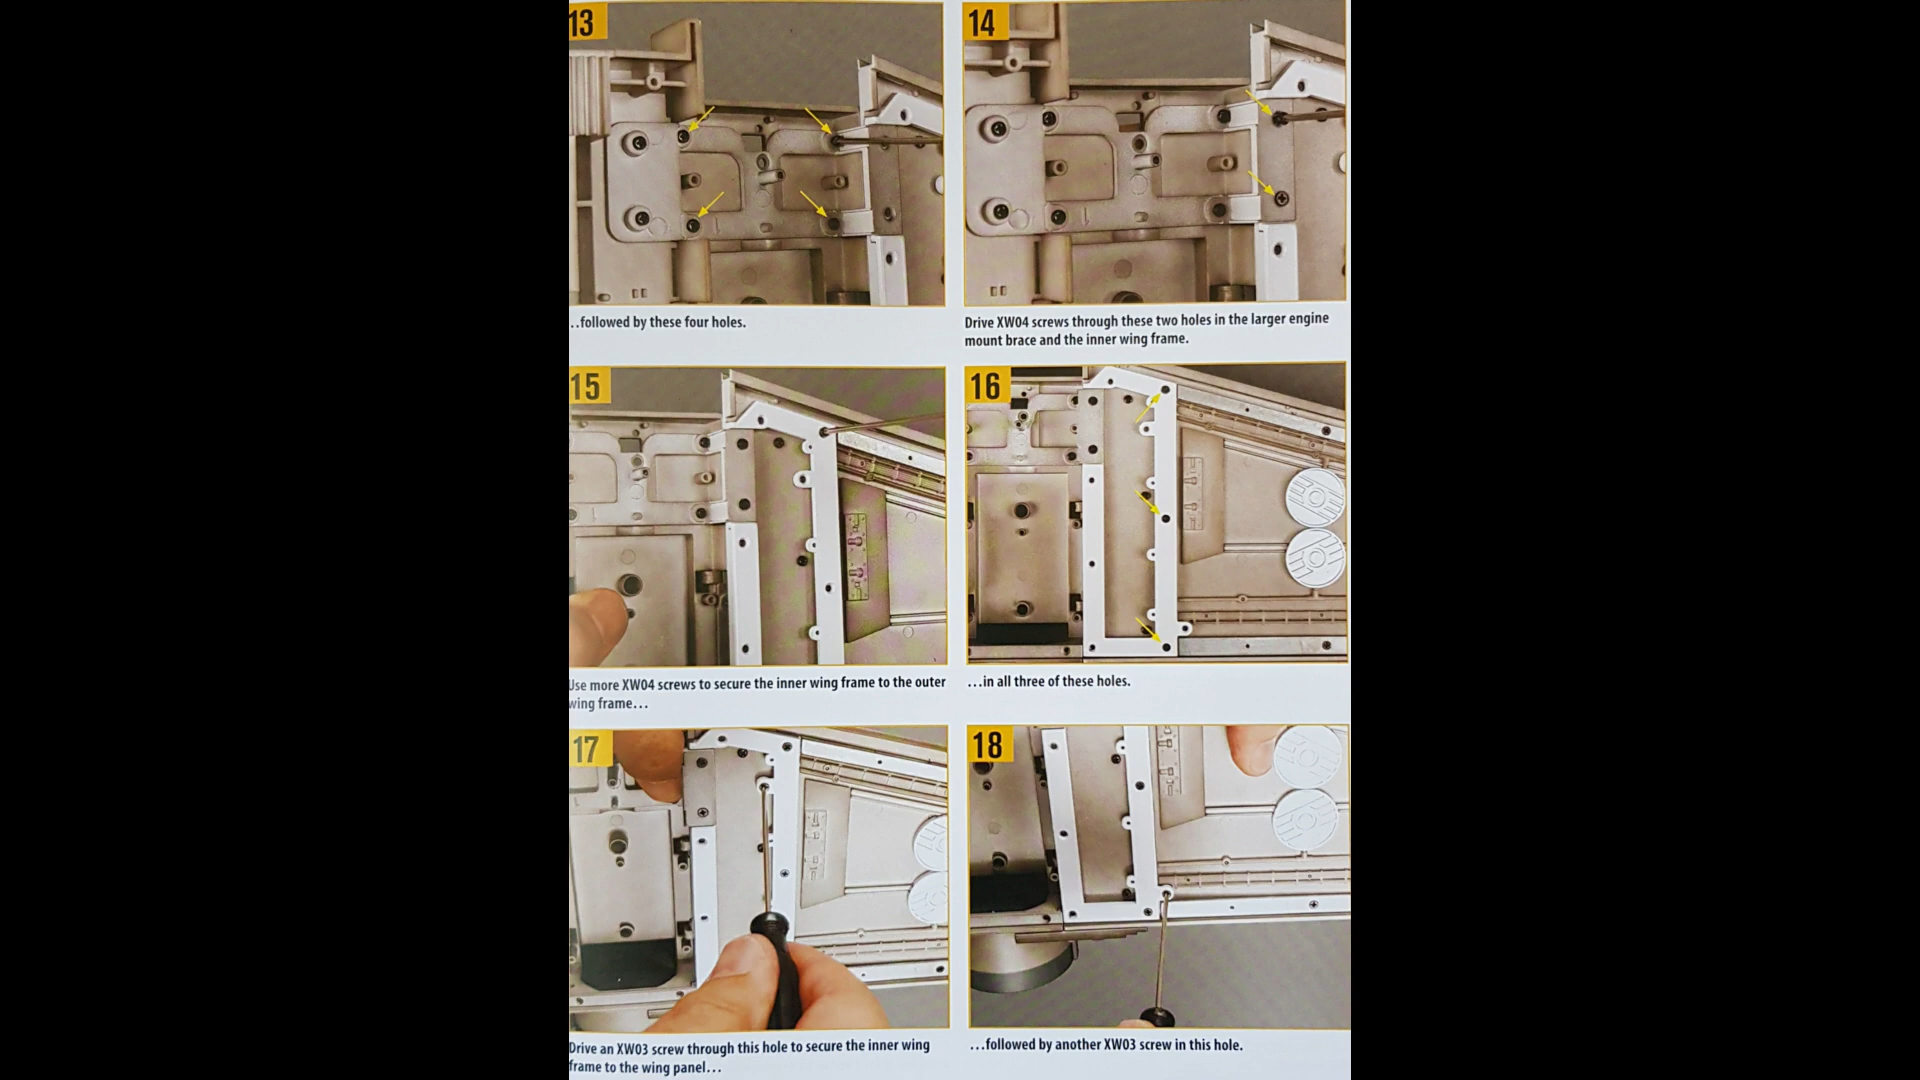 13
..followed by these four holes.
14
Drive XW04 screws through these two holes in the larger engine
mount brace and the inner wing frame.
15
Use more XW04 screws to secure the inner wing frame to the outer
wing frame…
16
…in all three of these holes.
17
Drive an XW03 screw through this hole to secure the inner wing
frame to the wing panel…
18
…followed by another XW03 screw in this hole.